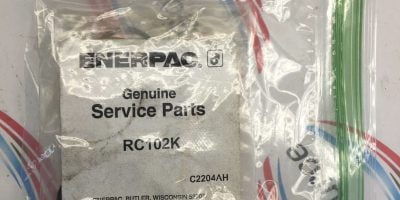 ENERPAC
Genuine
Service Parts
RC102K
C2204AH
ENERPAC, BUTLER, WISCONSIN